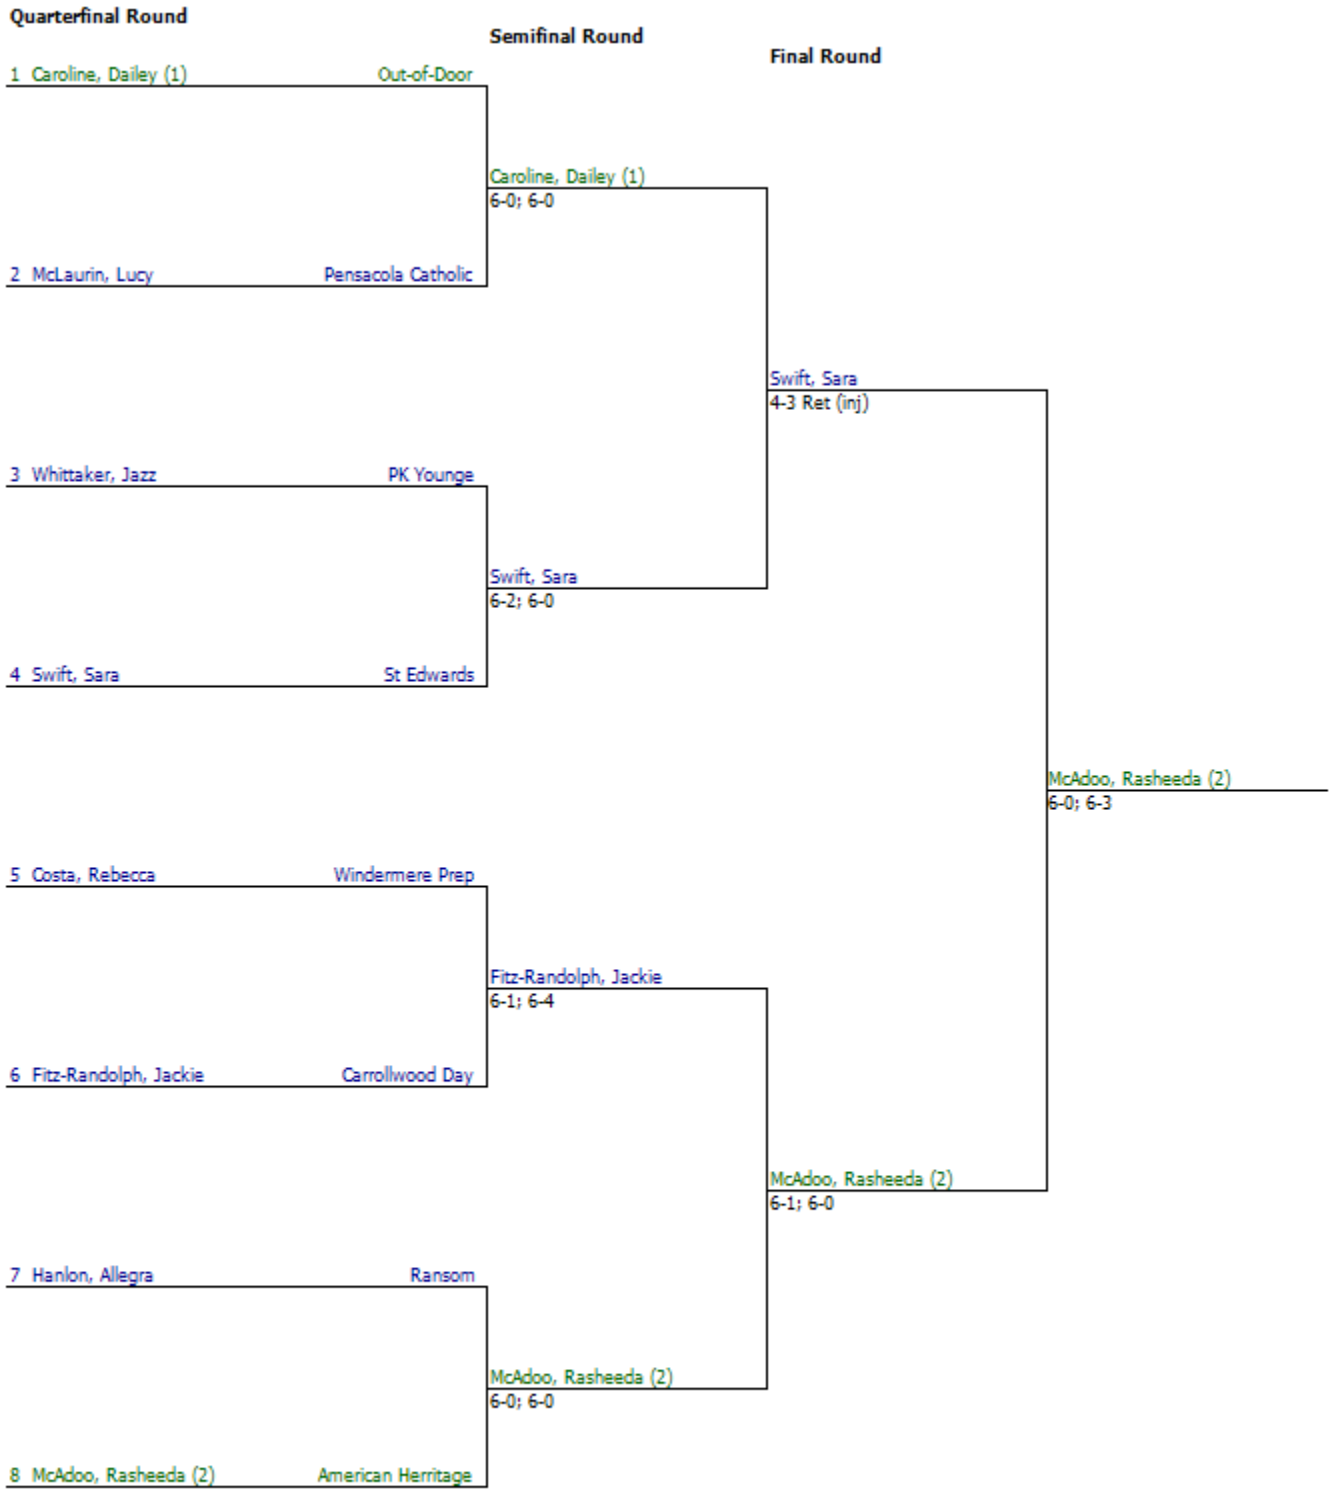 Quarterfinal Round
Semifinal Round
Final Round
1 Caroline, Dailey (1) Out-of-Door
Caroline, Dailey (1)
6-0; 6-0
2 McLaurin, Lucy Pensacola Catholic
Swift, Sara
4-3 Ret (inj)
3 Whittaker, Jazz PK Younge
Swift, Sara
6-2; 6-0
4 Swift, Sara St Edwards
McAdoo, Rasheeda (2)
6-0; 6-3
5 Costa, Rebecca Windermere Prep
Fitz-Randolph, Jackie
6-1; 6-4
6 Fitz-Randolph, Jackie Carrollwood Day
McAdoo, Rasheeda (2)
6-1; 6-0
7 Hanlon, Allegra Ransom
McAdoo, Rasheeda (2)
6-0; 6-0
8 McAdoo, Rasheeda (2) American Herritage